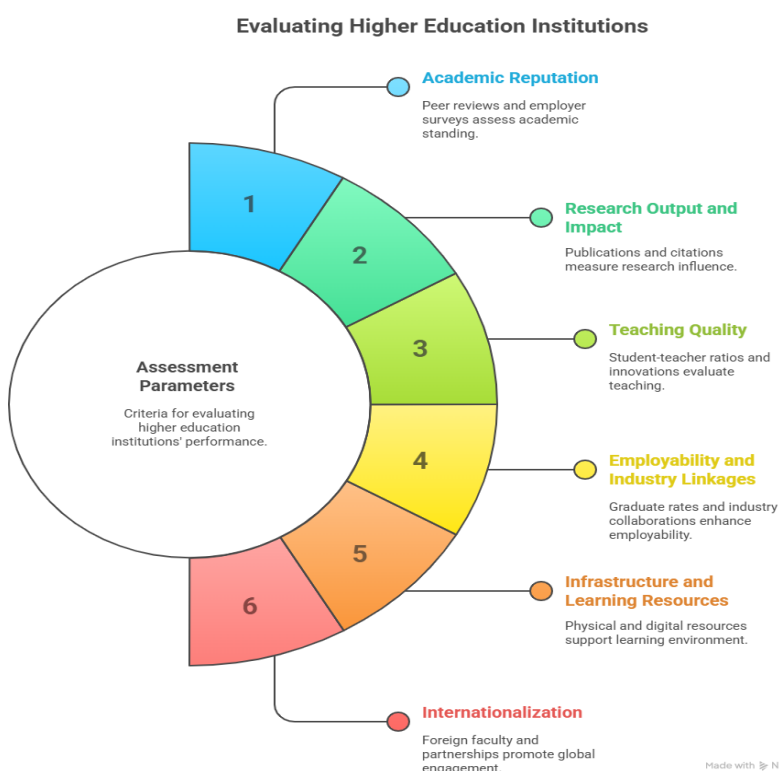 Evaluating Higher Education Institutions
Academic Reputation
Peer reviews and employer
surveys assess academic
standing.
1
Research Output and
Impact
Publications and citations
measure research influence.
2
Teaching Quality
Student-teacher ratios and
innovations evaluate
teaching.
3
Assessment
Parameters
Criteria for evaluating
higher education
institutions' performance.
Employability and
Industry Linkages
Graduate rates and industry
collaborations enhance
employability.
4
Infrastructure and
Learning Resources
Physical and digital resources
support learning environment.
5
6
Internationalization
Foreign faculty and
partnerships promote global
engagement.
Made with N